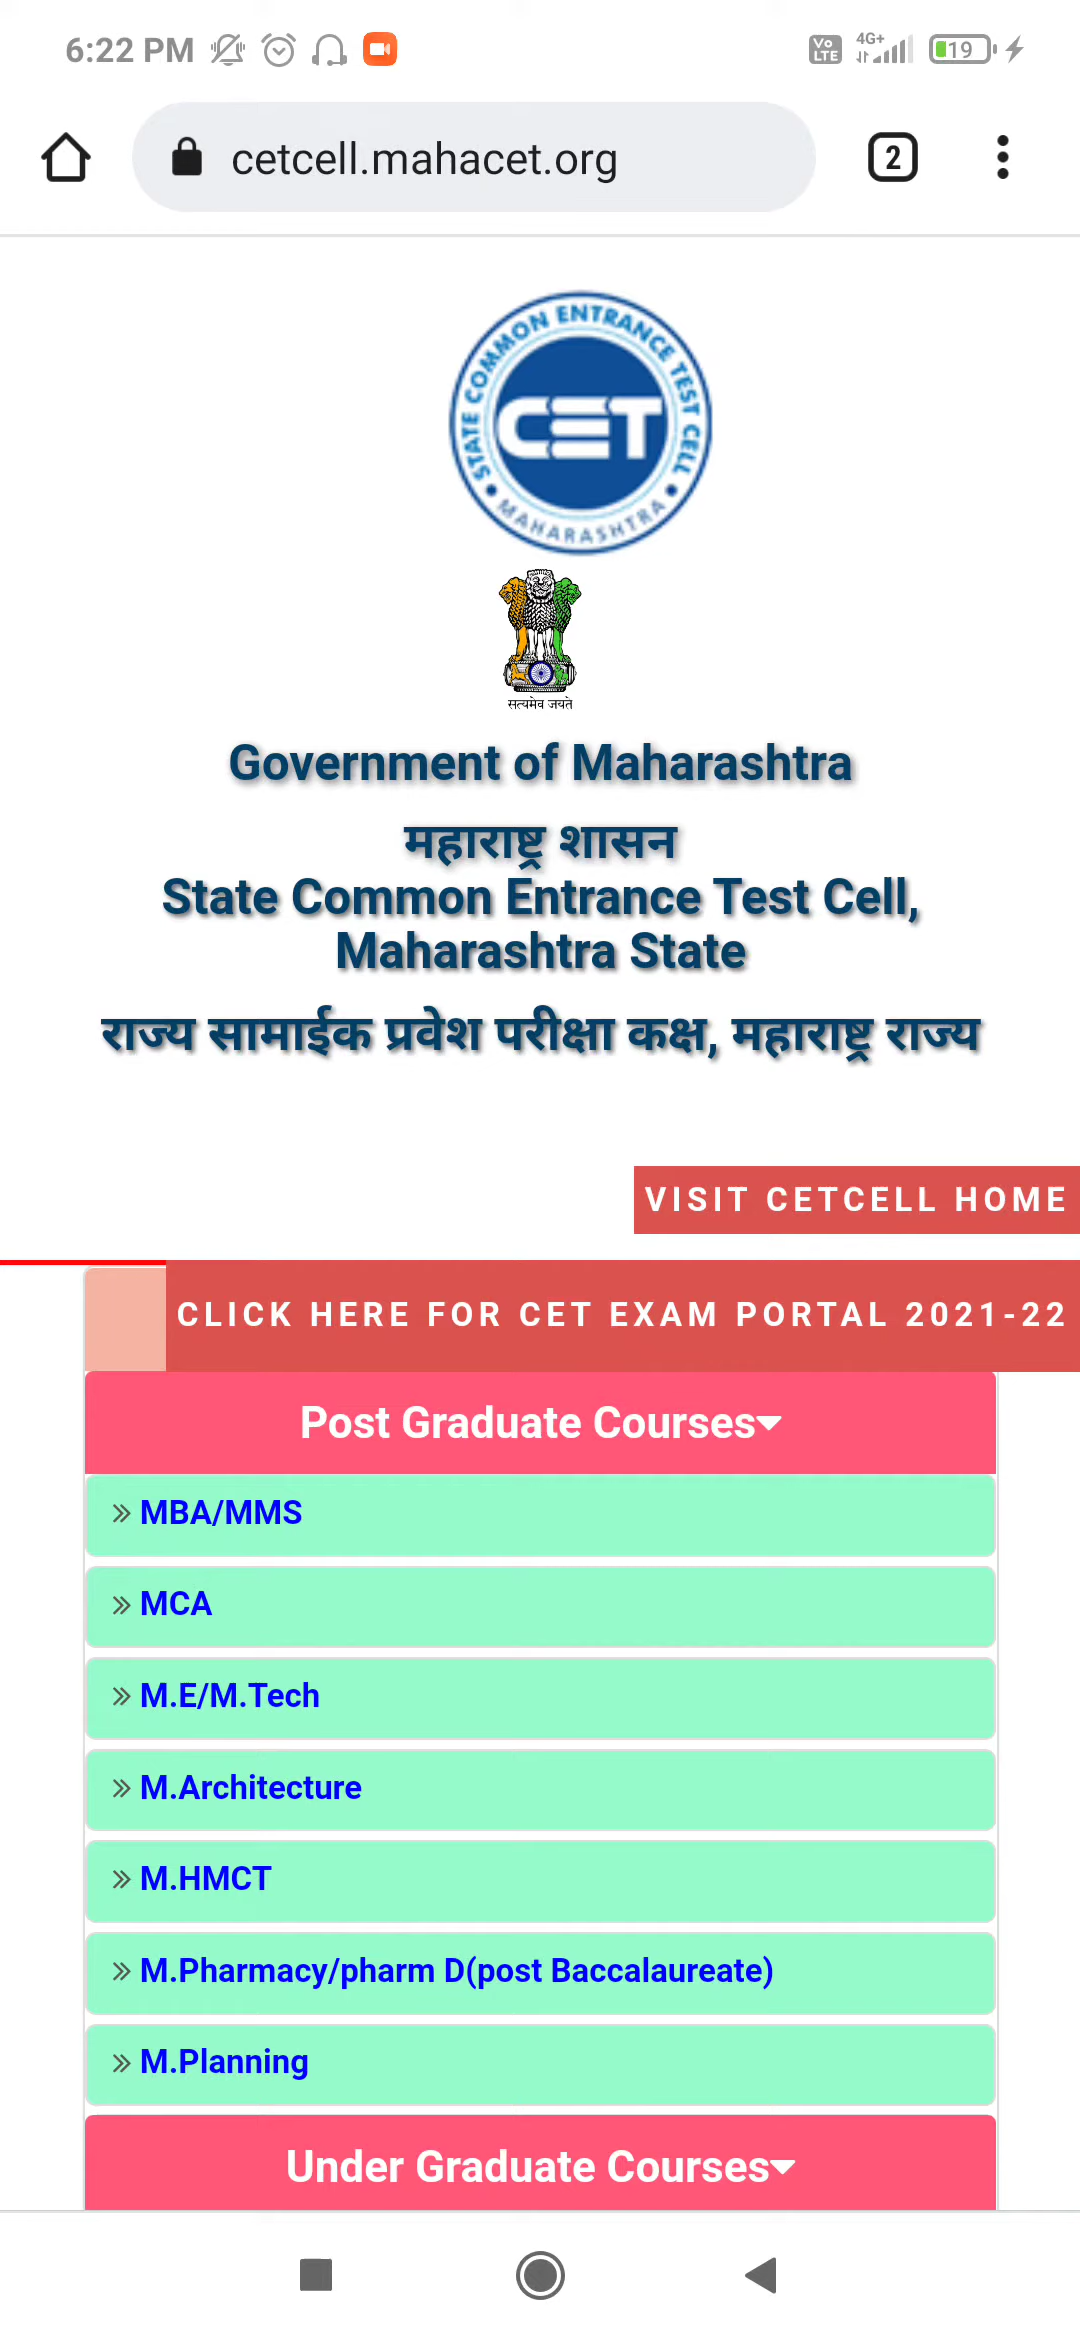 6:22 PM
Vo LTE 4G+ 19
cetcell.mahacet.org
2
STATE COMMON ENTRANCE TEST CELL
CET
MAHARASHTRA
सत्यमेव जयते
Government of Maharashtra
महाराष्ट्र शासन
State Common Entrance Test Cell,
Maharashtra State
राज्य सामाईक प्रवेश परीक्षा कक्ष, महाराष्ट्र राज्य
VISIT CETCELL HOME
CLICK HERE FOR CET EXAM PORTAL 2021-22
Post Graduate Courses
» MBA/MMS
» MCA
» M.E/M.Tech
» M.Architecture
» M.HMCT
» M.Pharmacy/pharm D(post Baccalaureate)
» M.Planning
Under Graduate Courses